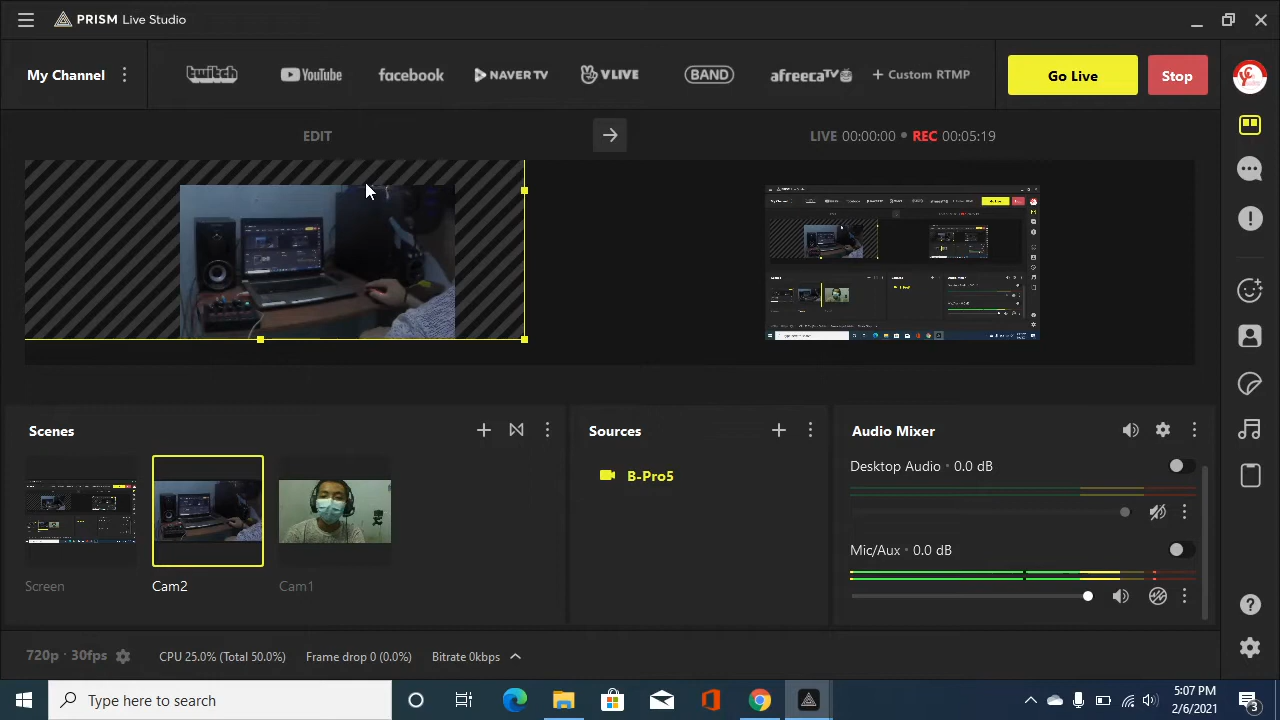 PRISM Live Studio
My Channel
twitch
YouTube
facebook
NAVER TV
VLIVE
BAND
afreecaTV
+ Custom RTMP
Go Live
Stop
EDIT
LIVE 00:00:00 • REC 00:05:19
Scenes
Screen
Cam2
Cam1
Sources
B-Pro5
Audio Mixer
Desktop Audio • 0.0 dB
Mic/Aux • 0.0 dB
720p · 30fps
CPU 25.0% (Total 50.0%)
Frame drop 0 (0.0%)
Bitrate 0kbps
Type here to search
5:07 PM
2/6/2021
3